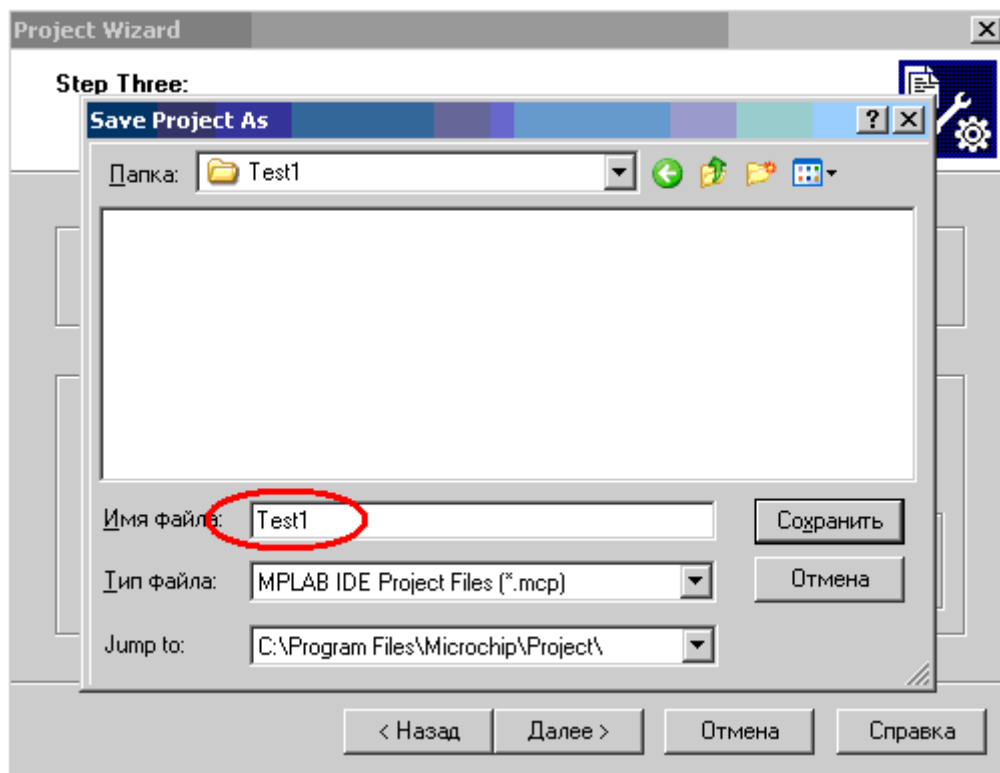 Project Wizard
Step Three:
Save Project As
Папка: Test1
Имя файла: Test1
Сохранить
Тип файла: MPLAB IDE Project Files (*.mcp)
Отмена
Jump to: C:\Program Files\Microchip\Project\
< Назад Далее > Отмена Справка